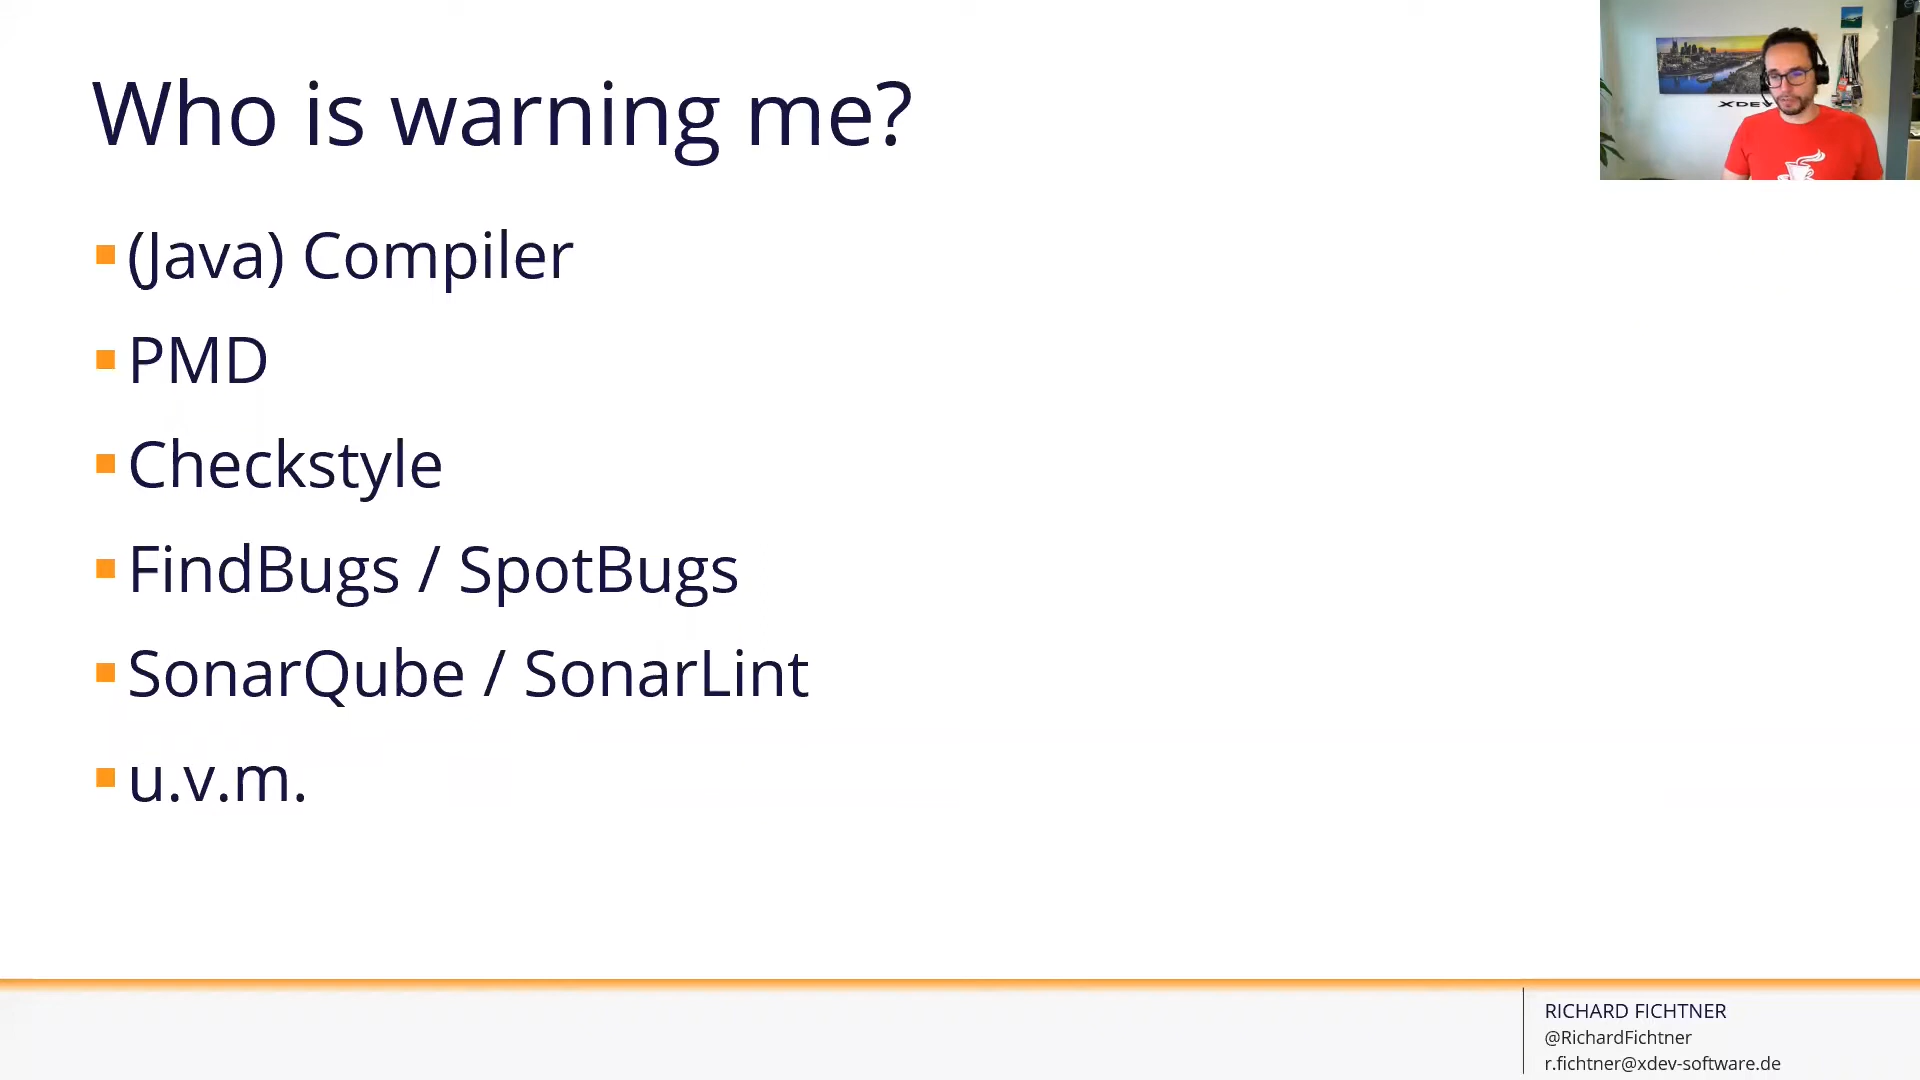 Who is warning me?
(Java) Compiler
PMD
Checkstyle
FindBugs / SpotBugs
SonarQube / SonarLint
u.v.m.
RICHARD FICHTNER
@RichardFichtner
r.fichtner@xdev-software.de
XDEV